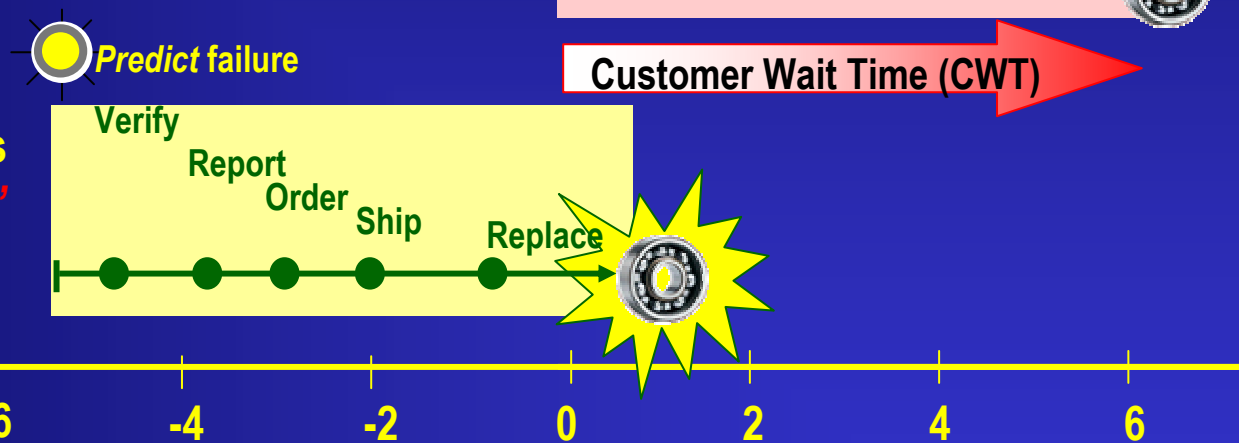 Predict failure
Customer Wait Time (CWT)
Verify
Report
Order
Ship
Replace
-4 -2 0 2 4 6